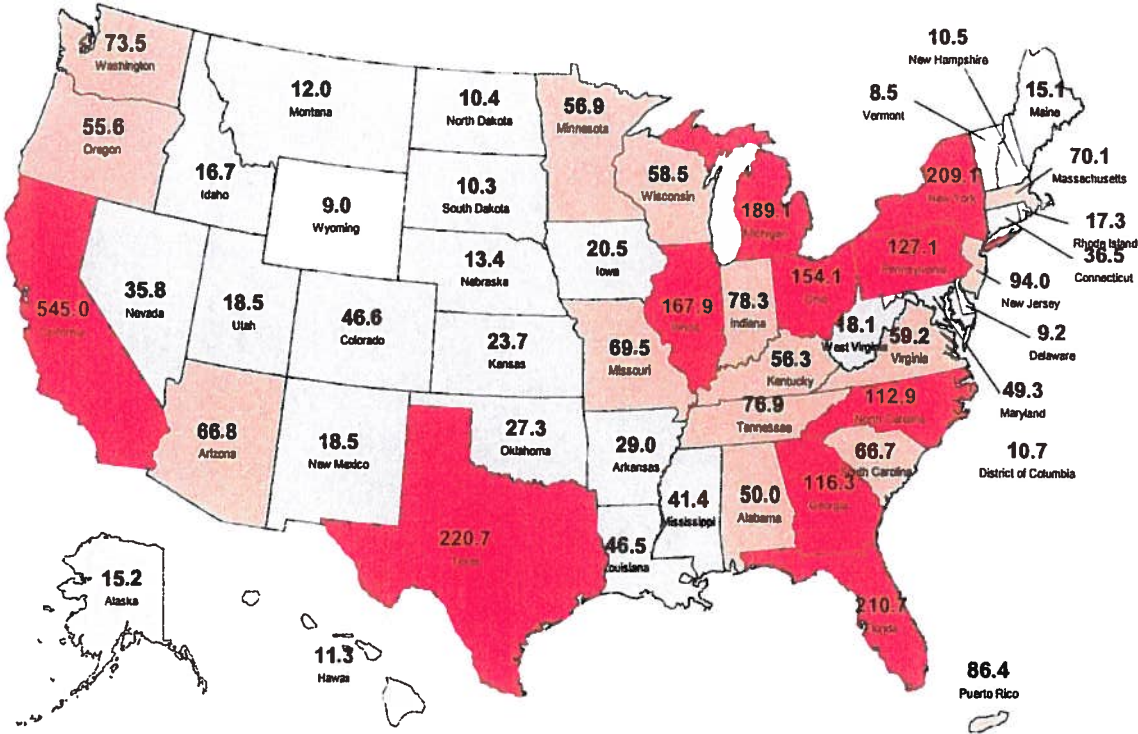 73.5
Washington
55.6
Oregon
545.0
California
35.8
Nevada
16.7
Idaho
12.0
Montana
9.0
Wyoming
18.5
Utah
46.6
Colorado
66.8
Arizona
18.5
New Mexico
10.4
North Dakota
10.3
South Dakota
13.4
Nebraska
23.7
Kansas
27.3
Oklahoma
220.7
Texas
56.9
Minnesota
20.5
Iowa
69.5
Missouri
29.0
Arkansas
46.5
Louisiana
58.5
Wisconsin
167.9
Illinois
189.1
Michigan
78.3
Indiana
154.1
Ohio
56.3
Kentucky
76.9
Tennessee
41.4
Mississippi
50.0
Alabama
116.3
Georgia
210.7
Florida
66.7
South Carolina
112.9
North Carolina
59.2
Virginia
18.1
West Virginia
127.1
Pennsylvania
209.1
New York
8.5
Vermont
10.5
New Hampshire
15.1
Maine
70.1
Massachusetts
17.3
Rhode Island
36.5
Connecticut
94.0
New Jersey
9.2
Delaware
49.3
Maryland
10.7
District of Columbia
15.2
Alaska
11.3
Hawaii
86.4
Puerto Rico